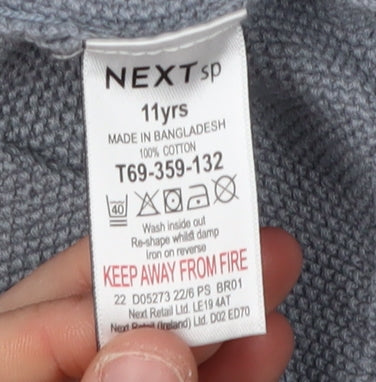 NEXT sp
11yrs
MADE IN BANGLADESH
100% COTTON
T69-359-132
40
Wash inside out
Re-shape whilst damp
Iron on reverse
KEEP AWAY FROM FIRE
22 D05273 22/6 PS BR01
Next Retail Ltd. LE19 4AT
Next Retail (Ireland) Ltd. D02 ED70